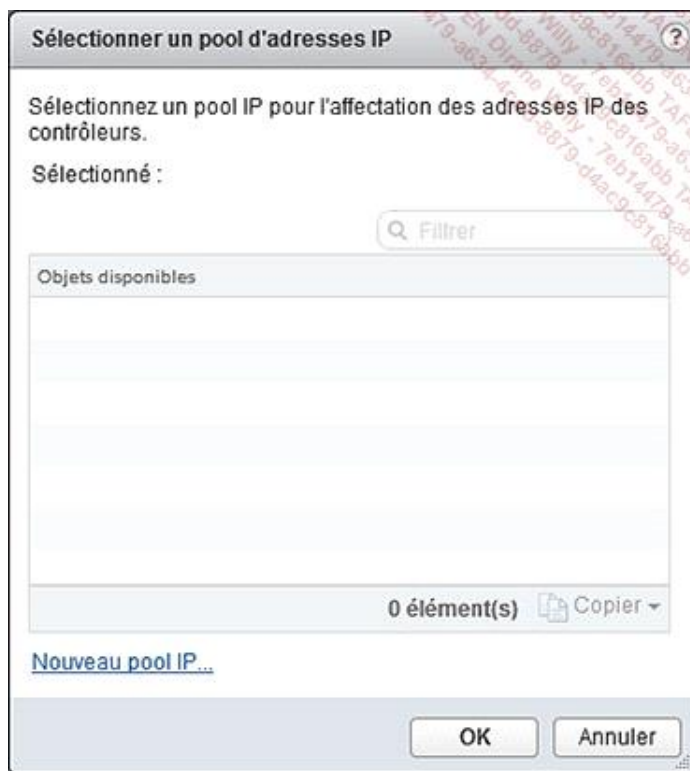 Sélectionner un pool d'adresses IP
?
Sélectionnez un pool IP pour l'affectation des adresses IP des
contrôleurs.
Sélectionné :
Filtrer
Objets disponibles
0 élément(s)
Copier
Nouveau pool IP...
OK
Annuler